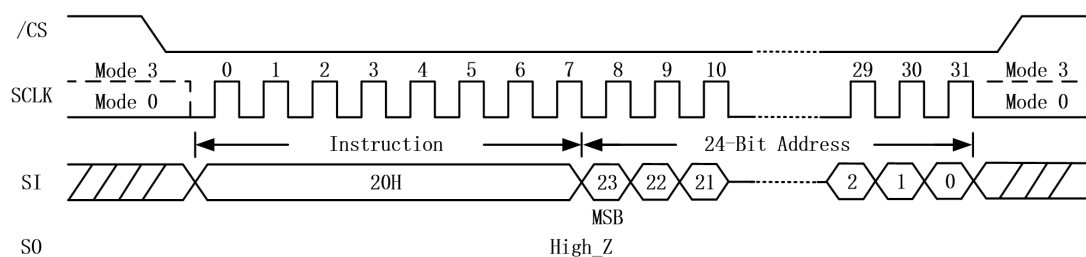 /CS
Mode 3 0 1 2 3 4 5 6 7 8 9 10 29 30 31 Mode 3
SCLK
Mode 0 Mode 0
Instruction 24-Bit Address
SI 20H 23 22 21 2 1 0
MSB
SO High_Z